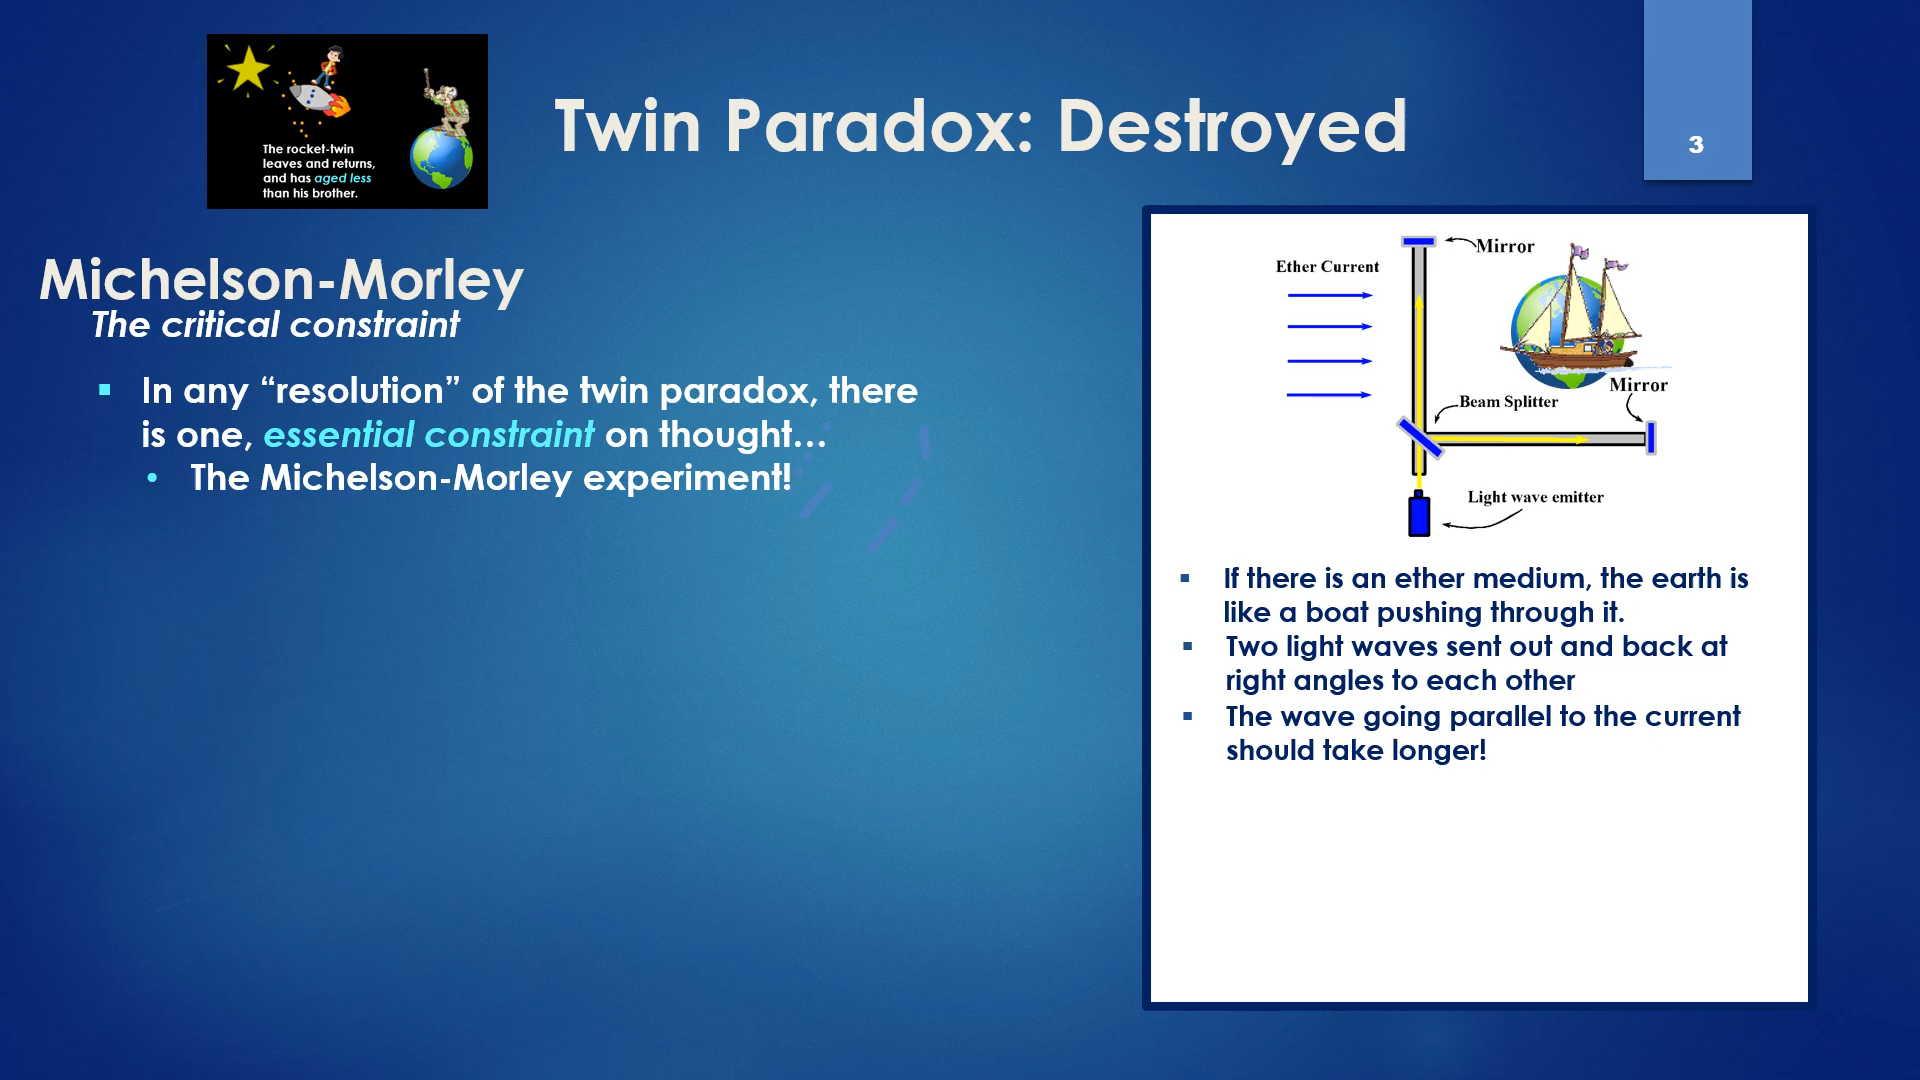 The rocket-twin
leaves and returns,
and has aged less
than his brother.
Twin Paradox: Destroyed
3
Michelson-Morley
The critical constraint
▪ In any “resolution” of the twin paradox, there
is one, essential constraint on thought…
• The Michelson-Morley experiment!
Mirror
Ether Current
Mirror
Beam Splitter
Light wave emitter
▪ If there is an ether medium, the earth is
like a boat pushing through it.
▪ Two light waves sent out and back at
right angles to each other
▪ The wave going parallel to the current
should take longer!